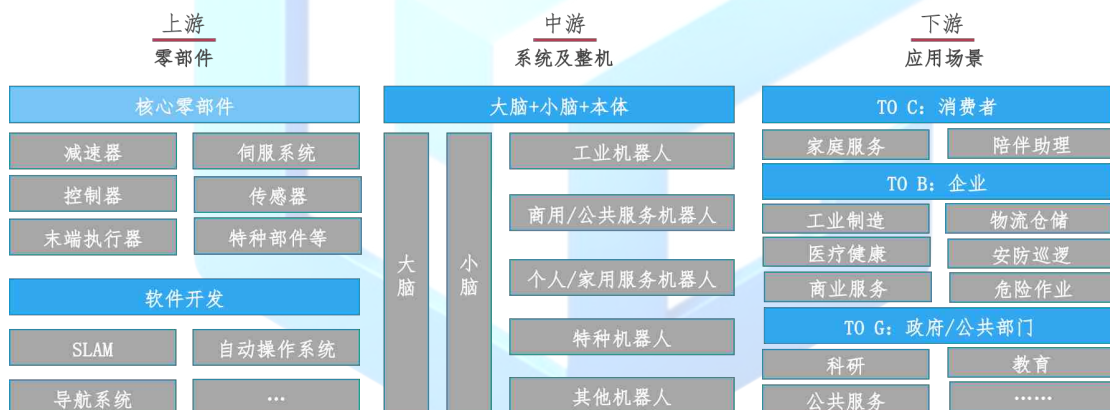 上游
零部件
核心零部件
减速器 伺服系统
控制器 传感器
末端执行器 特种部件等
软件开发
SLAM 自动操作系统
导航系统 …
中游
系统及整机
大脑+小脑+本体
大脑
小脑
工业机器人
商用/公共服务机器人
个人/家用服务机器人
特种机器人
其他机器人
下游
应用场景
TO C: 消费者
家庭服务 陪伴助理
TO B: 企业
工业制造 物流仓储
医疗健康 安防巡逻
商业服务 危险作业
TO G: 政府/公共部门
科研 教育
公共服务 ……